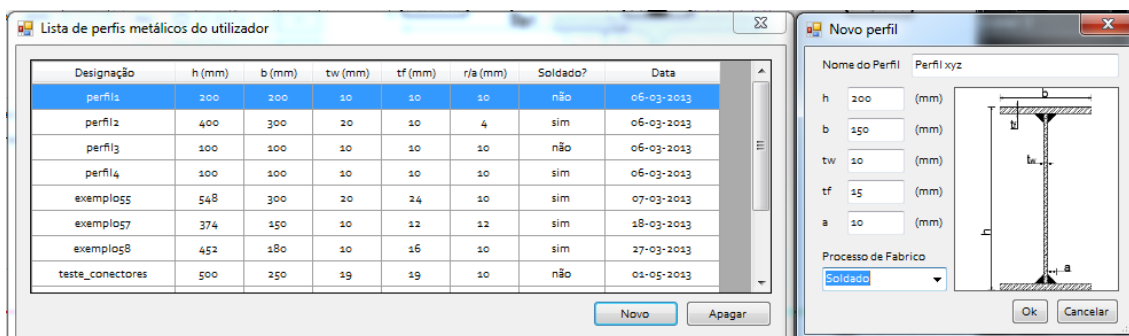 Lista de perfis metálicos do utilizador
Designação h (mm) b (mm) tw (mm) tf (mm) r/a (mm) Soldado? Data
perfil1 200 200 10 10 10 não 06-03-2013
perfil2 400 300 20 10 4 sim 06-03-2013
perfil3 100 100 10 10 10 não 06-03-2013
perfil4 100 100 10 10 10 sim 06-03-2013
exemplo55 548 300 20 24 10 sim 07-03-2013
exemplo57 374 150 10 12 12 sim 18-03-2013
exemplo58 452 180 10 16 10 sim 27-03-2013
teste_conectores 500 250 19 19 10 não 01-05-2013
Novo Apagar
Novo perfil
Nome do Perfil Perfil xyz
h 200 (mm)
b 150 (mm)
tw 10 (mm)
tf 15 (mm)
a 10 (mm)
Processo de Fabrico
Soldado
b
tf
tw
h
a
Ok Cancelar